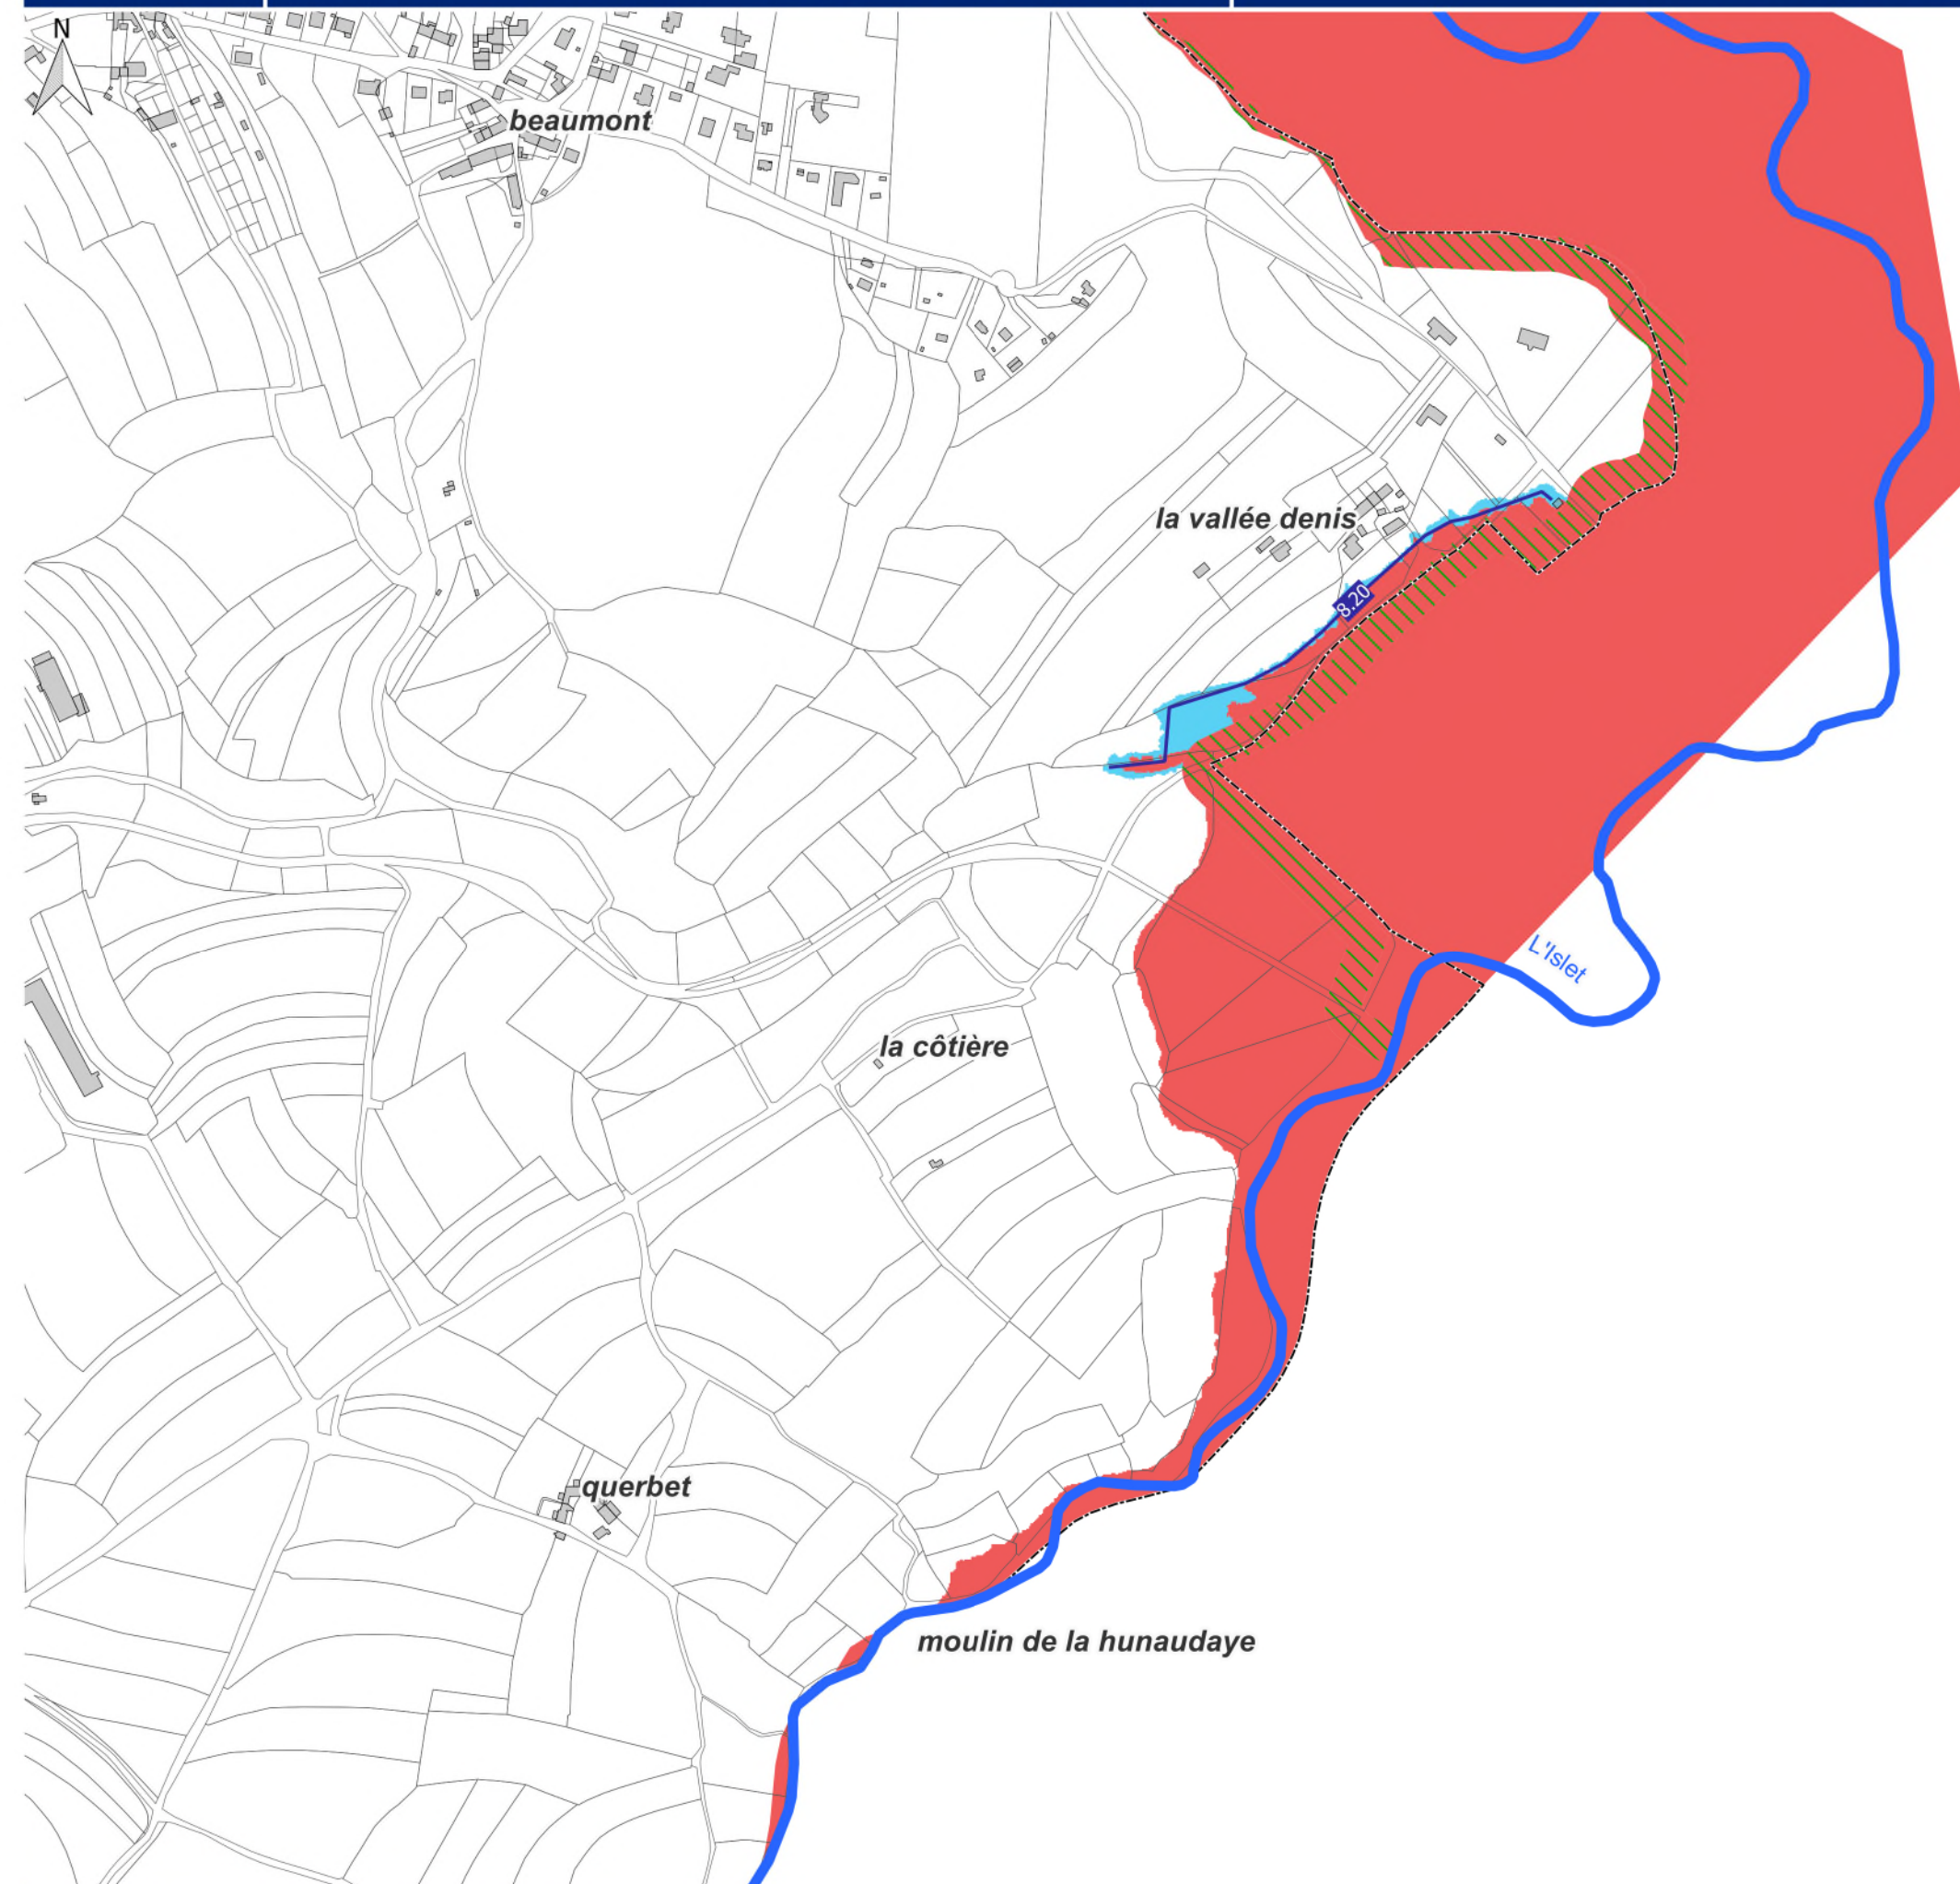 N
beaumont
la vallée denis
8.20
L'Islet
la côtière
querbet
moulin de la hunaudaye